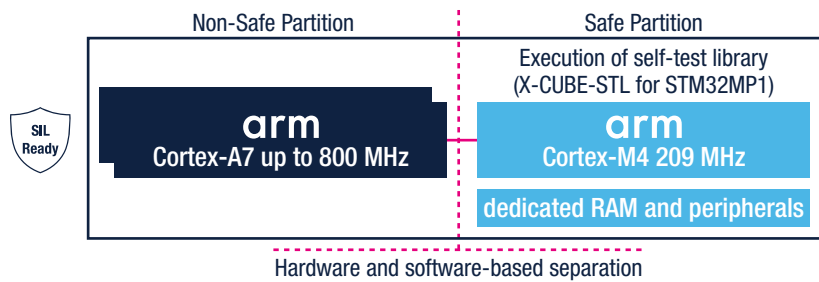 Non-Safe Partition
Safe Partition
Execution of self-test library
(X-CUBE-STL for STM32MP1)
SIL
Ready
arm
Cortex-A7 up to 800 MHz
arm
Cortex-M4 209 MHz
dedicated RAM and peripherals
Hardware and software-based separation